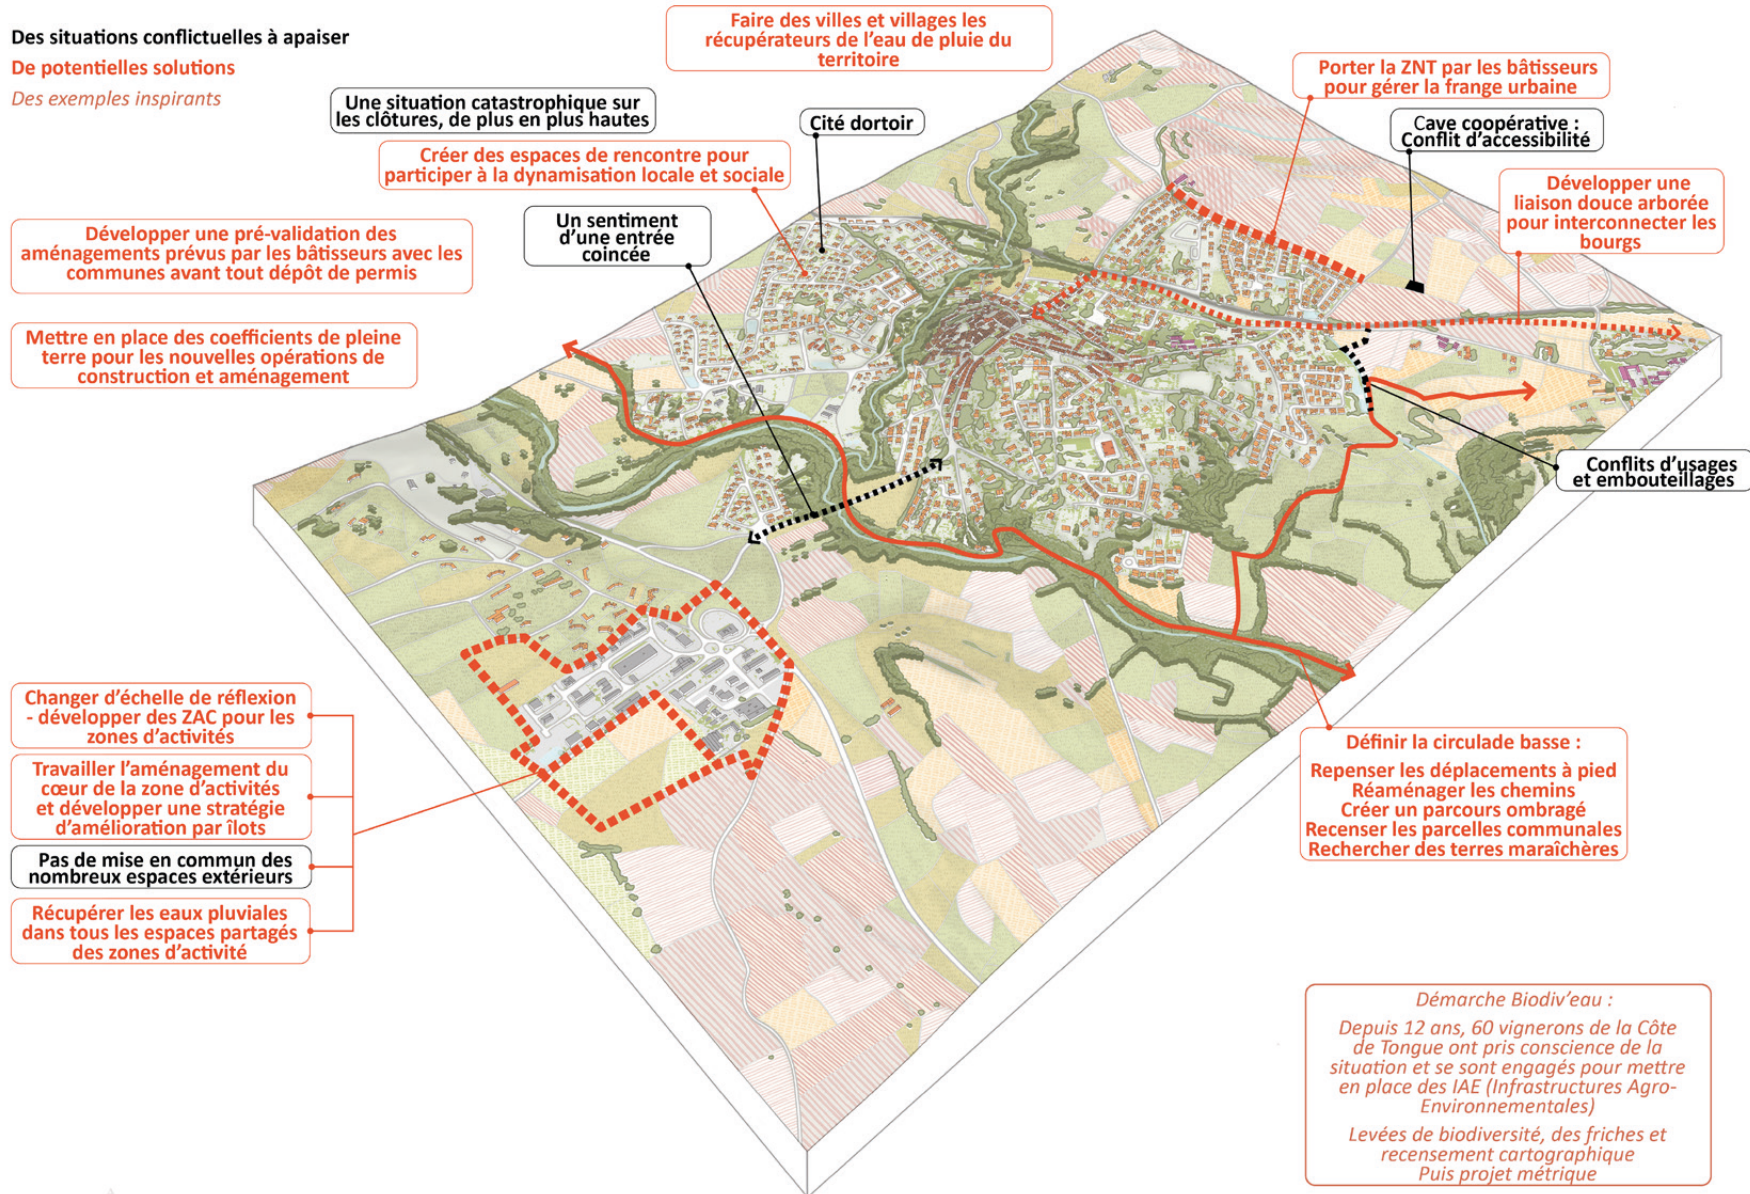 Des situations conflictuelles à apaiser
De potentielles solutions
Des exemples inspirants
Faire des villes et villages les
récupérateurs de l'eau de pluie du
territoire
Porter la ZNT par les bâtisseurs
pour gérer la frange urbaine
Une situation catastrophique sur
les clôtures, de plus en plus hautes
Cité dortoir
Cave coopérative :
Conflit d'accessibilité
Créer des espaces de rencontre pour
participer à la dynamisation locale et sociale
Développer une
liaison douce arborée
pour interconnecter les
bourgs
Un sentiment
d'une entrée
coincée
Développer une pré-validation des
aménagements prévus par les bâtisseurs avec les
communes avant tout dépôt de permis
Mettre en place des coefficients de pleine
terre pour les nouvelles opérations de
construction et aménagement
Conflits d'usages
et embouteillages
Changer d'échelle de réflexion
- développer des ZAC pour les
zones d'activités
Travailler l'aménagement du
cœur de la zone d'activités
et développer une stratégie
d'amélioration par îlots
Pas de mise en commun des
nombreux espaces extérieurs
Récupérer les eaux pluviales
dans tous les espaces partagés
des zones d'activité
Définir la circulade basse :
Repenser les déplacements à pied
Réaménager les chemins
Créer un parcours ombragé
Recenser les parcelles communales
Rechercher des terres maraîchères
Démarche Biodiv'eau :
Depuis 12 ans, 60 vignerons de la Côte
de Tongue ont pris conscience de la
situation et se sont engagés pour mettre
en place des IAE (Infrastructures Agro-
Environnementales)
Levées de biodiversité, des friches et
recensement cartographique
Puis projet métrique